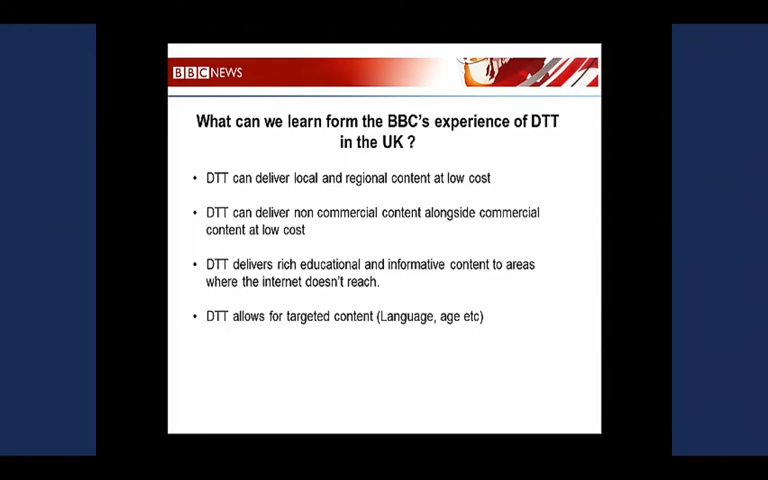 BBC NEWS
What can we learn form the BBC's experience of DTT
in the UK ?
• DTT can deliver local and regional content at low cost
• DTT can deliver non commercial content alongside commercial
content at low cost
• DTT delivers rich educational and informative content to areas
where the internet doesn't reach.
• DTT allows for targeted content (Language, age etc)